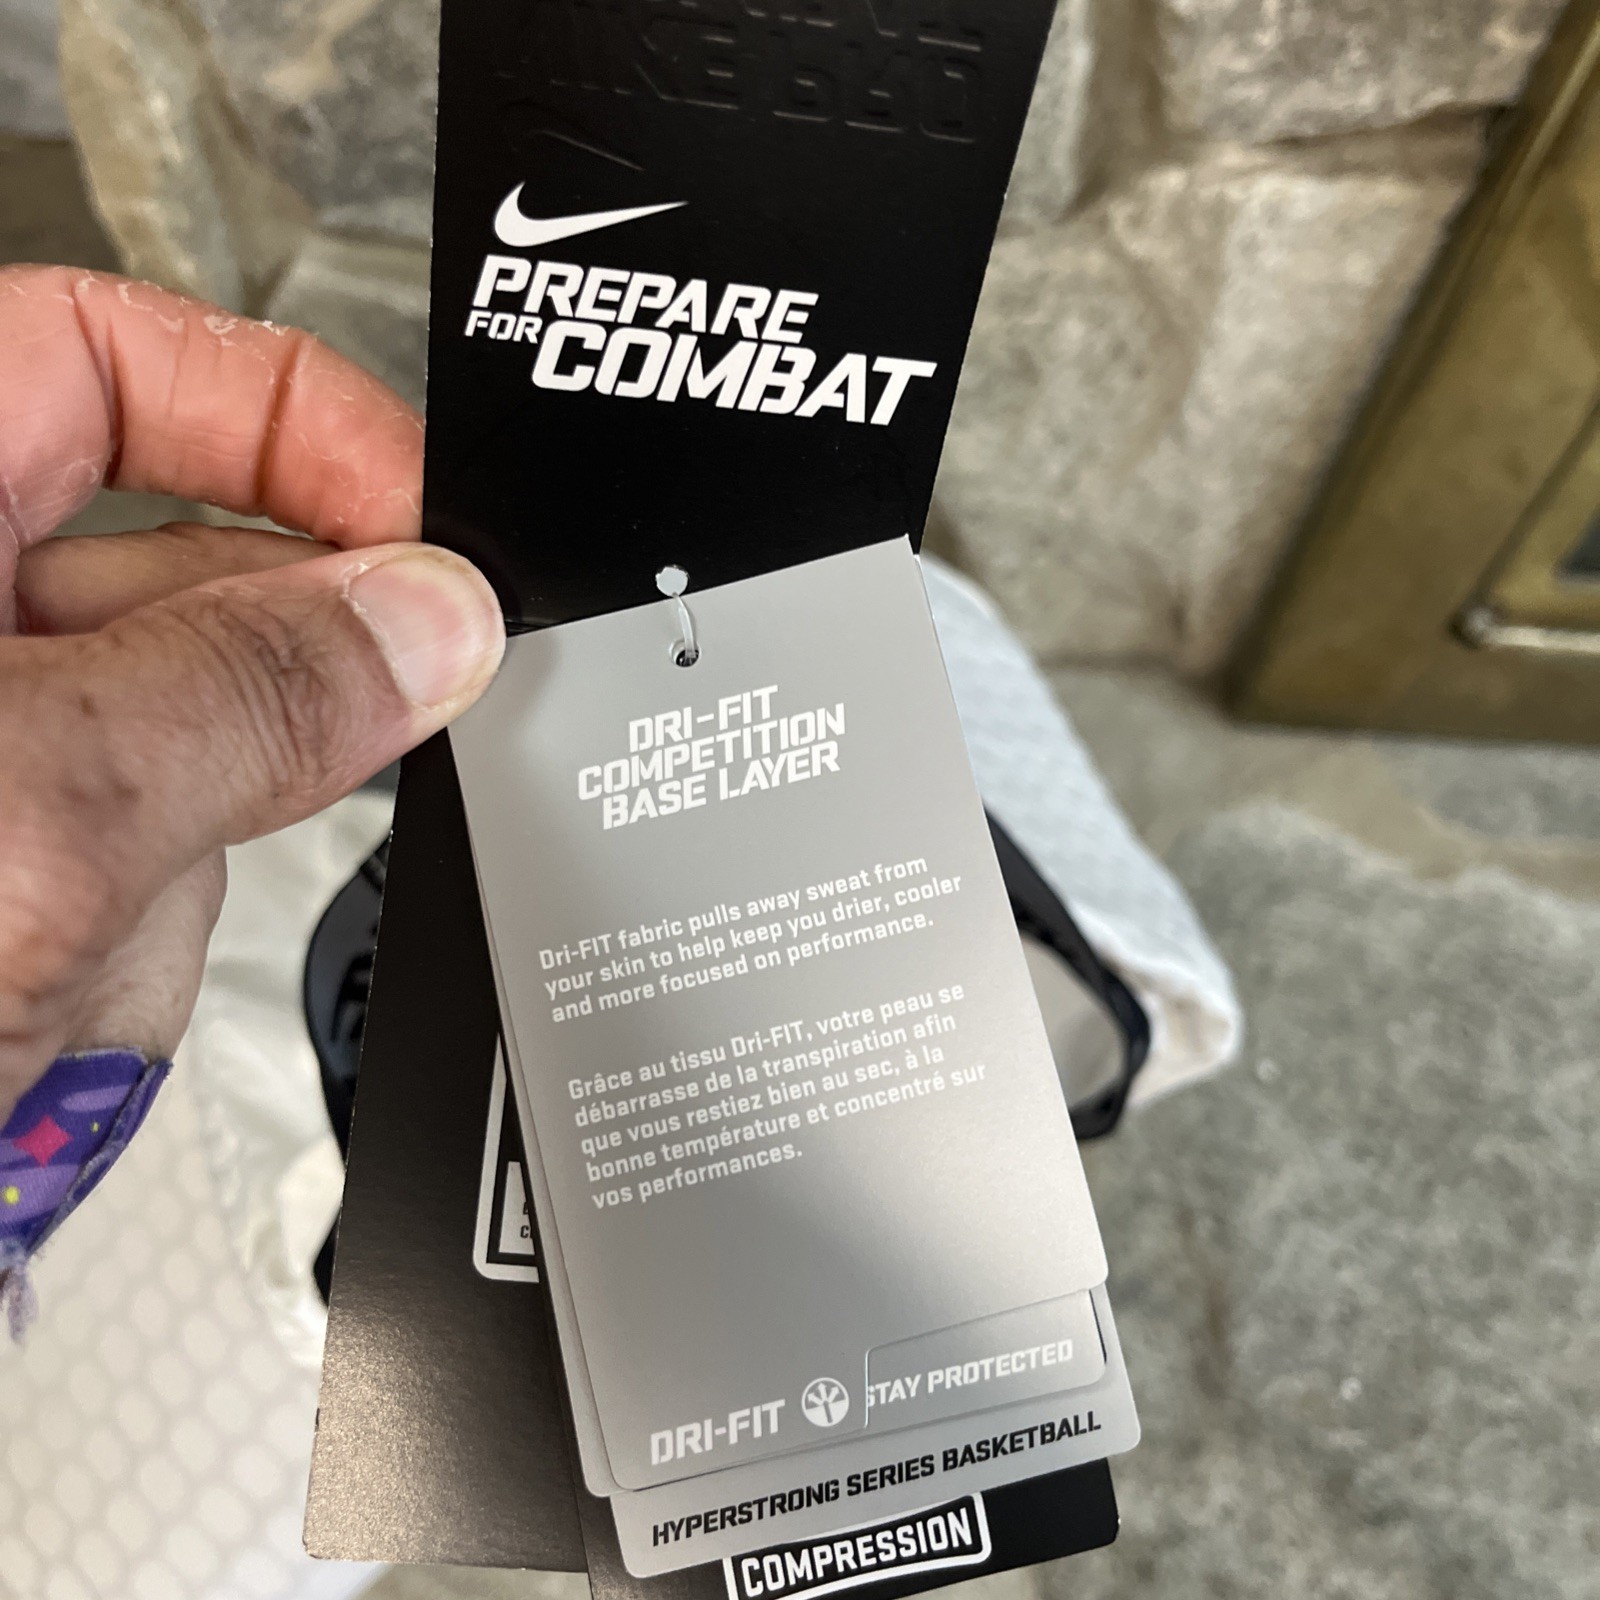 PREPARE
FOR COMBAT
DRI-FIT
COMPETITION
BASE LAYER
Dri-FIT fabric pulls away sweat from
your skin to help keep you drier, cooler
and more focused on performance.
Grâce au tissu Dri-FIT, votre peau se
débarrasse de la transpiration afin
que vous restiez bien au sec, à la
bonne température et concentré sur
vos performances.
DRI-FIT
STAY PROTECTED
HYPERSTRONG SERIES BASKETBALL
COMPRESSION